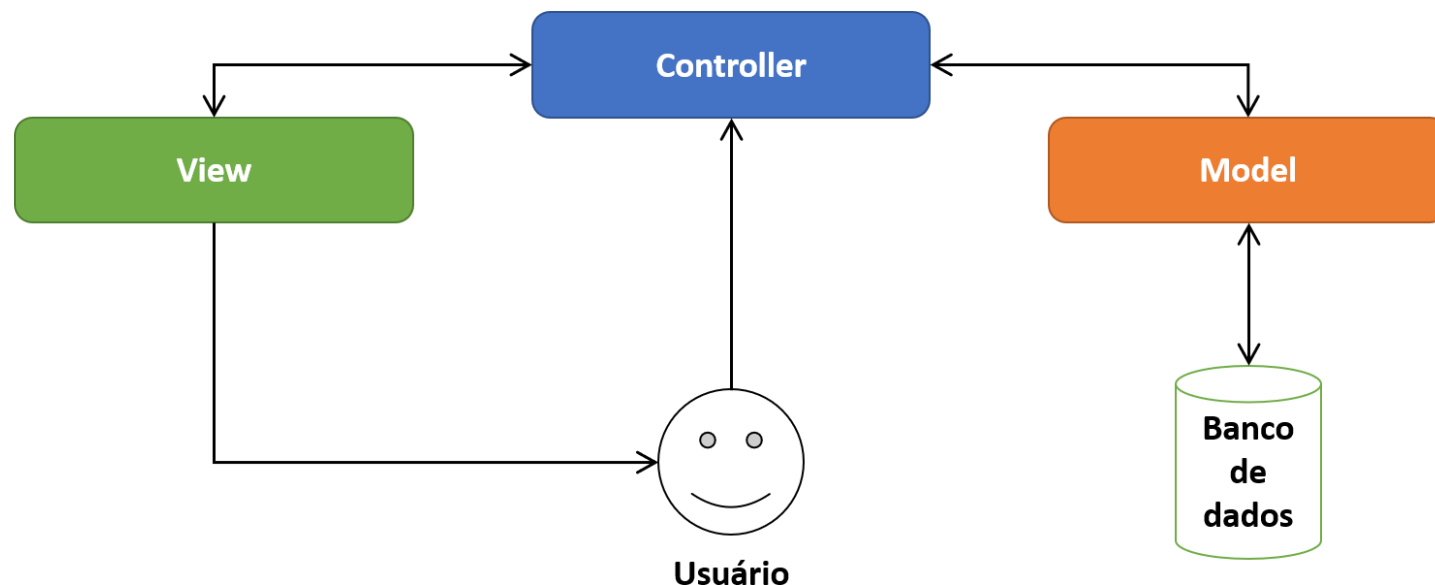 Controller
View
Model
Banco
de
dados
Usuário